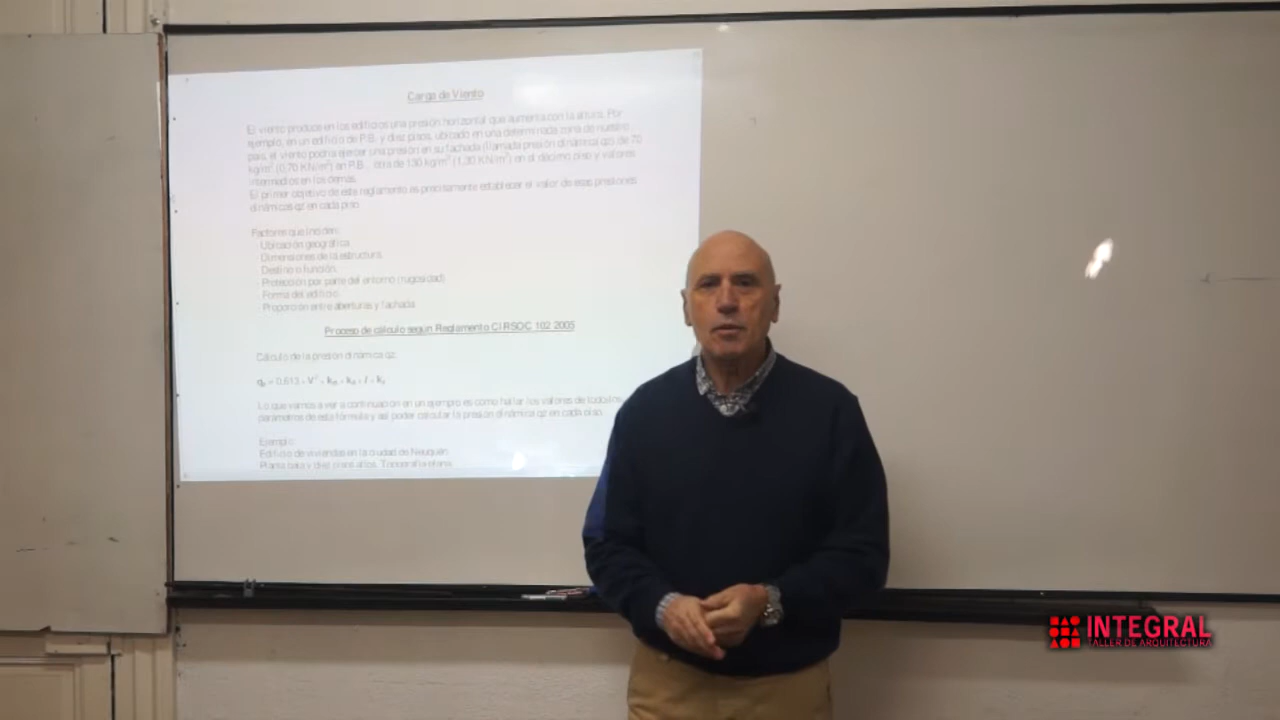 Carga de Viento
El viento produce en los edificios una presión horizontal que aumenta con la altura. Por
ejemplo, en un edificio de P.B. y diez pisos, ubicado en una determinada zona de nuestro
país, el viento podría ejercer una presión en su fachada (llamada presión dinámica qz) de 70
kg/m² (0,70 KN/m²) en P.B., otra de 130 kg/m² (1,30 KN/m²) en el décimo piso y valores
intermedios en los demás.
El primer objetivo de este reglamento es precisamente establecer el valor de esas presiones
dinámicas qz en cada piso.
Factores que inciden:
Ubicación geográfica.
Dimensiones de la estructura.
Destino o función.
Protección por parte del entorno (rugosidad)
Forma del edificio.
Proporción entre aberturas y fachada.
Proceso de cálculo según Reglamento CIRSOC 102 2005
Cálculo de la presión dinámica qz:
= 0,613 × V² ×
Lo que vamos a ver a continuación en un ejemplo es como hallar los valores de todos los
parámetros de esta fórmula y así poder calcular la presión dinámica qz en cada piso.
Ejemplo:
Edificio de viviendas en la ciudad de Neuquén
Planta baja y diez pisos altos. Topografía plana
INTEGRAL
TALLER DE ARQUITECTURA